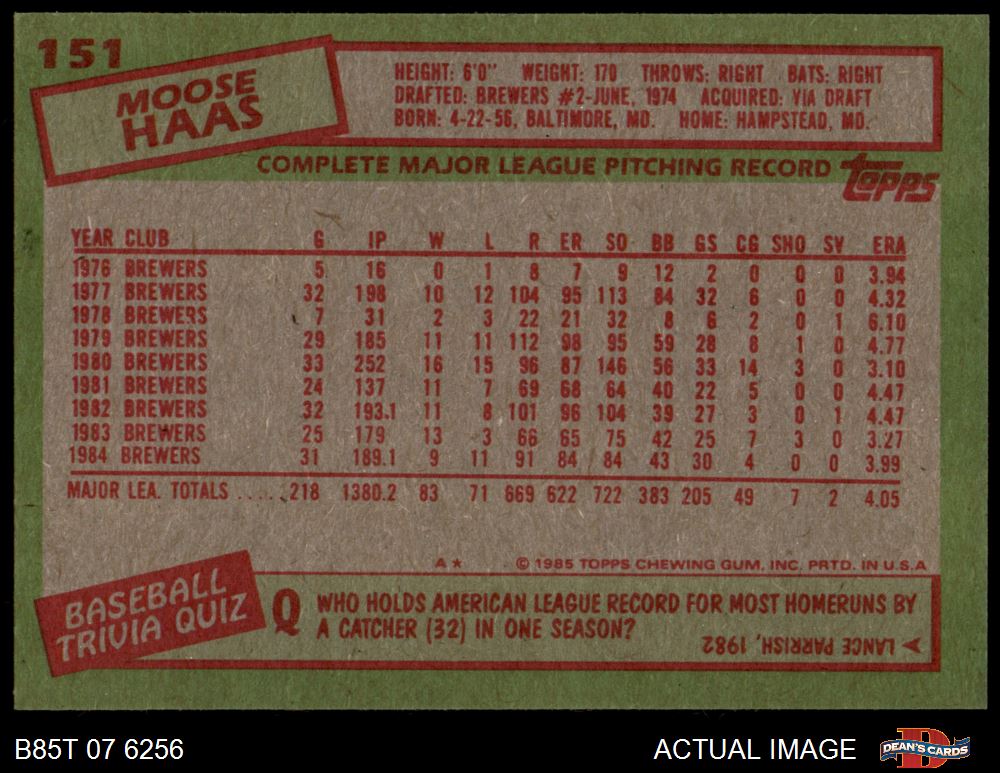 151
MOOSE
HAAS
HEIGHT: 6'0" WEIGHT: 170 THROWS: RIGHT BATS: RIGHT
DRAFTED: BREWERS #2-JUNE, 1974 ACQUIRED: VIA DRAFT
BORN: 4-22-56, BALTIMORE, MD. HOME: HAMPSTEAD, MD.
COMPLETE MAJOR LEAGUE PITCHING RECORD
topps
YEAR CLUB G IP W L R ER SO BB GS CG SHO SV ERA
1976 BREWERS 5 16 0 1 8 7 9 12 2 0 0 0 3.94
1977 BREWERS 32 198 10 12 104 95 113 84 32 6 0 0 4.32
1978 BREWERS 7 31 2 3 22 21 32 8 6 2 0 1 6.10
1979 BREWERS 29 185 11 11 112 98 95 59 28 8 1 0 4.77
1980 BREWERS 33 252 16 15 96 87 146 56 33 14 3 0 3.10
1981 BREWERS 24 137 11 7 69 68 64 40 22 5 0 0 4.47
1982 BREWERS 32 193.1 11 8 101 96 104 39 27 3 0 1 4.47
1983 BREWERS 25 179 13 3 66 65 75 42 25 7 3 0 3.27
1984 BREWERS 31 189.1 9 11 91 84 84 43 30 4 0 0 3.99
MAJOR LEA. TOTALS ..... 218 1380.2 83 71 669 622 722 383 205 49 7 2 4.05
A* © 1985 TOPPS CHEWING GUM, INC. PRTD. IN U.S.A
BASEBALL
TRIVIA QUIZ
Q WHO HOLDS AMERICAN LEAGUE RECORD FOR MOST HOMERUNS BY
A CATCHER (32) IN ONE SEASON?
LANCE PARRISH, 1982
B85T 07 6256
ACTUAL IMAGE
DEAN'S CARDS